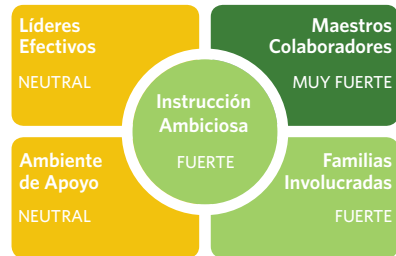 Líderes
Efectivos
NEUTRAL
Maestros
Colaboradores
MUY FUERTE
Instrucción
Ambiciosa
FUERTE
Ambiente
de Apoyo
NEUTRAL
Familias
Involucradas
FUERTE